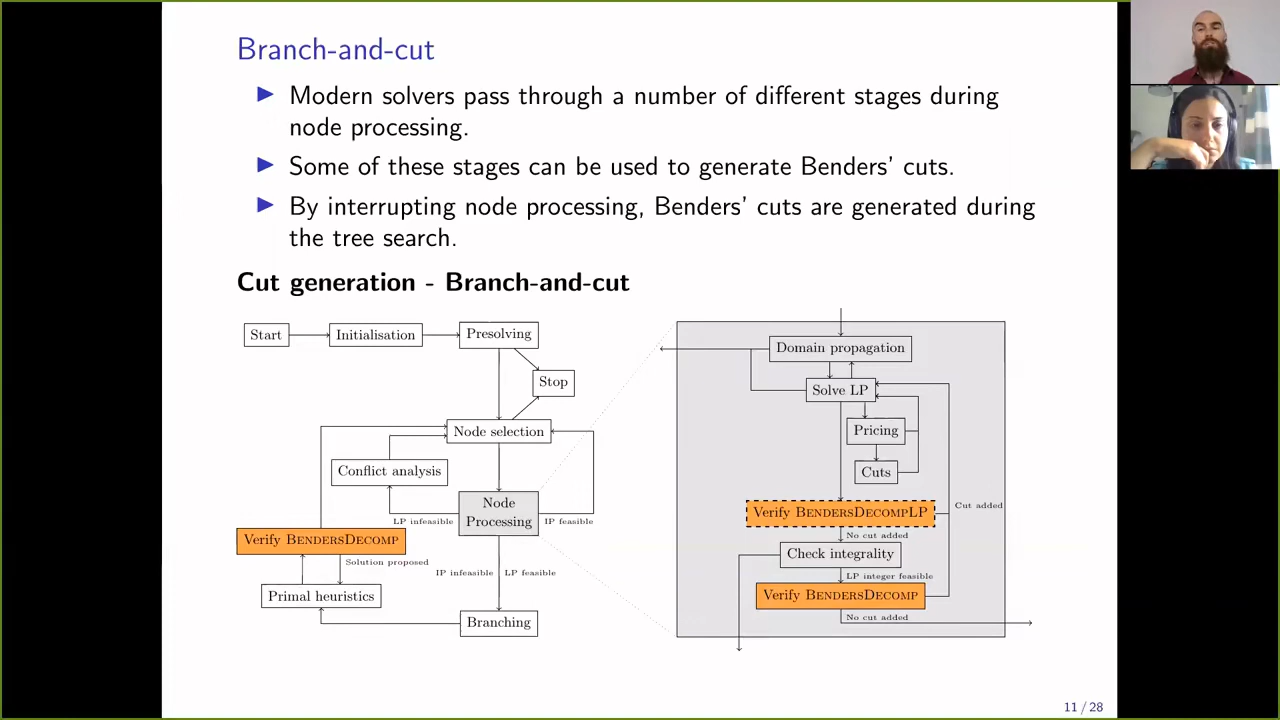 Branch-and-cut
Modern solvers pass through a number of different stages during
node processing.
Some of these stages can be used to generate Benders' cuts.
By interrupting node processing, Benders' cuts are generated during
the tree search.
Cut generation - Branch-and-cut
Start
Initialisation
Presolving
Stop
Node selection
Conflict analysis
Node
Processing
LP infeasible
IP feasible
Verify BENDERSDECOMP
Solution proposed
IP infeasible
LP feasible
Primal heuristics
Branching
Domain propagation
Solve LP
Pricing
Cuts
Verify BENDERSDECOMPLP
Cut added
No cut added
Check integrality
LP integer feasible
Verify BENDERSDECOMP
No cut added
11 / 28